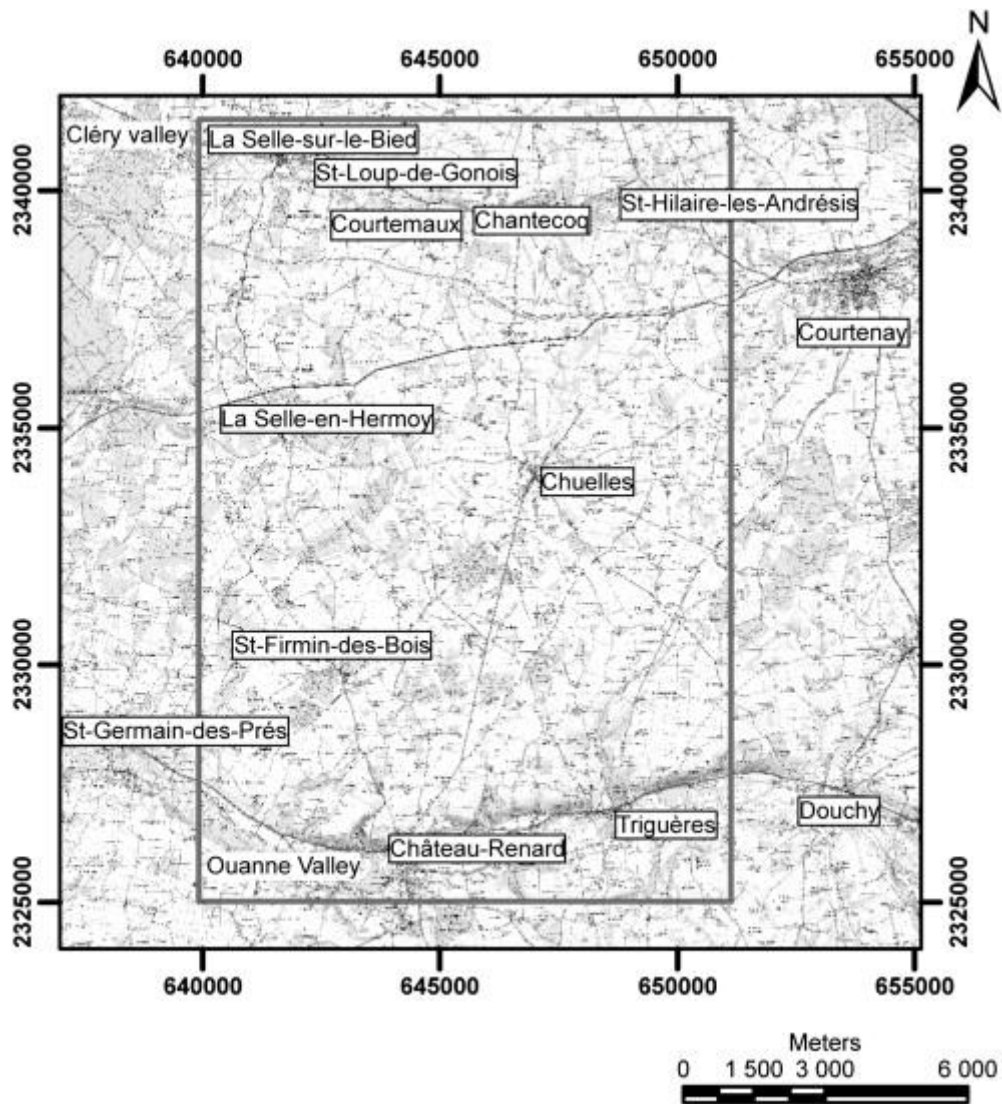 N
640000 645000 650000 655000
Cléry valley
La Selle-sur-le-Bied
St-Loup-de-Gonois
2340000
2340000
St-Hilaire-les-Andrésis
Courtemaux
Chantecoq
Courtenay
La Selle-en-Hermoy
2335000
2335000
Chuelles
St-Firmin-des-Bois
2330000
2330000
St-Germain-des-Prés
Douchy
Triguères
Château-Renard
Ouanne Valley
2325000
2325000
640000 645000 650000 655000
Meters
0 1 500 3 000 6 000